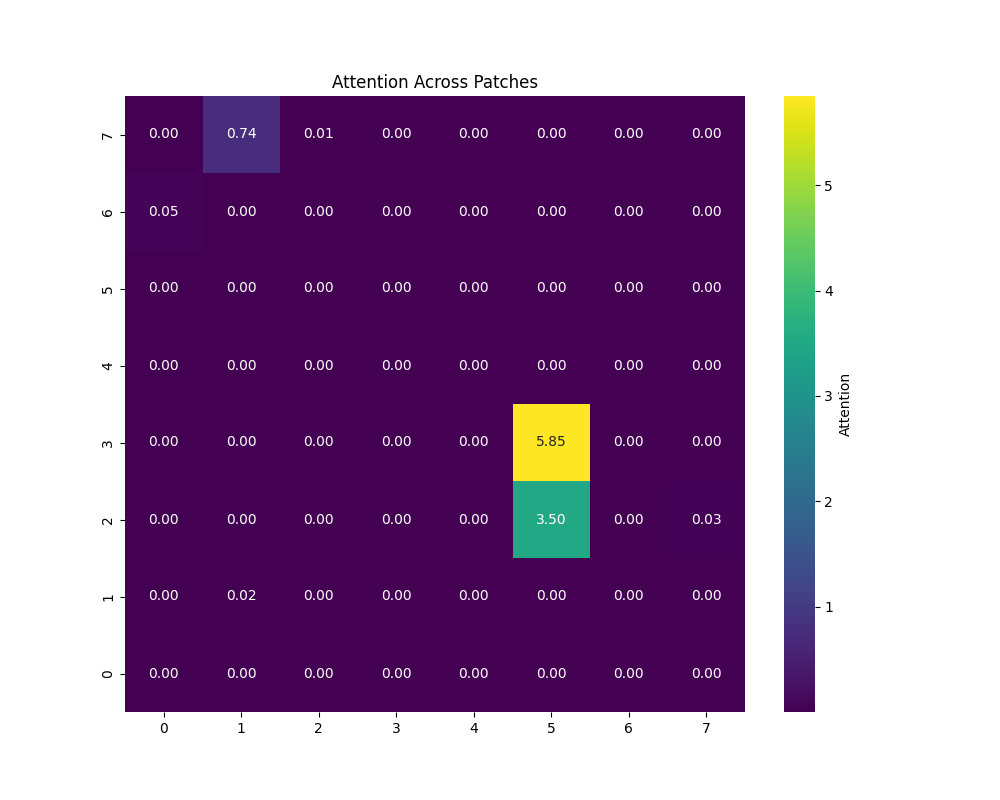 Attention Across Patches
7 0.00 0.74 0.01 0.00 0.00 0.00 0.00 0.00
6 0.05 0.00 0.00 0.00 0.00 0.00 0.00 0.00
5 0.00 0.00 0.00 0.00 0.00 0.00 0.00 0.00
4 0.00 0.00 0.00 0.00 0.00 0.00 0.00 0.00
3 0.00 0.00 0.00 0.00 0.00 5.85 0.00 0.00
2 0.00 0.00 0.00 0.00 0.00 3.50 0.00 0.03
1 0.00 0.02 0.00 0.00 0.00 0.00 0.00 0.00
0 0.00 0.00 0.00 0.00 0.00 0.00 0.00 0.00
0 1 2 3 4 5 6 7
5
4
3
2
1
Attention